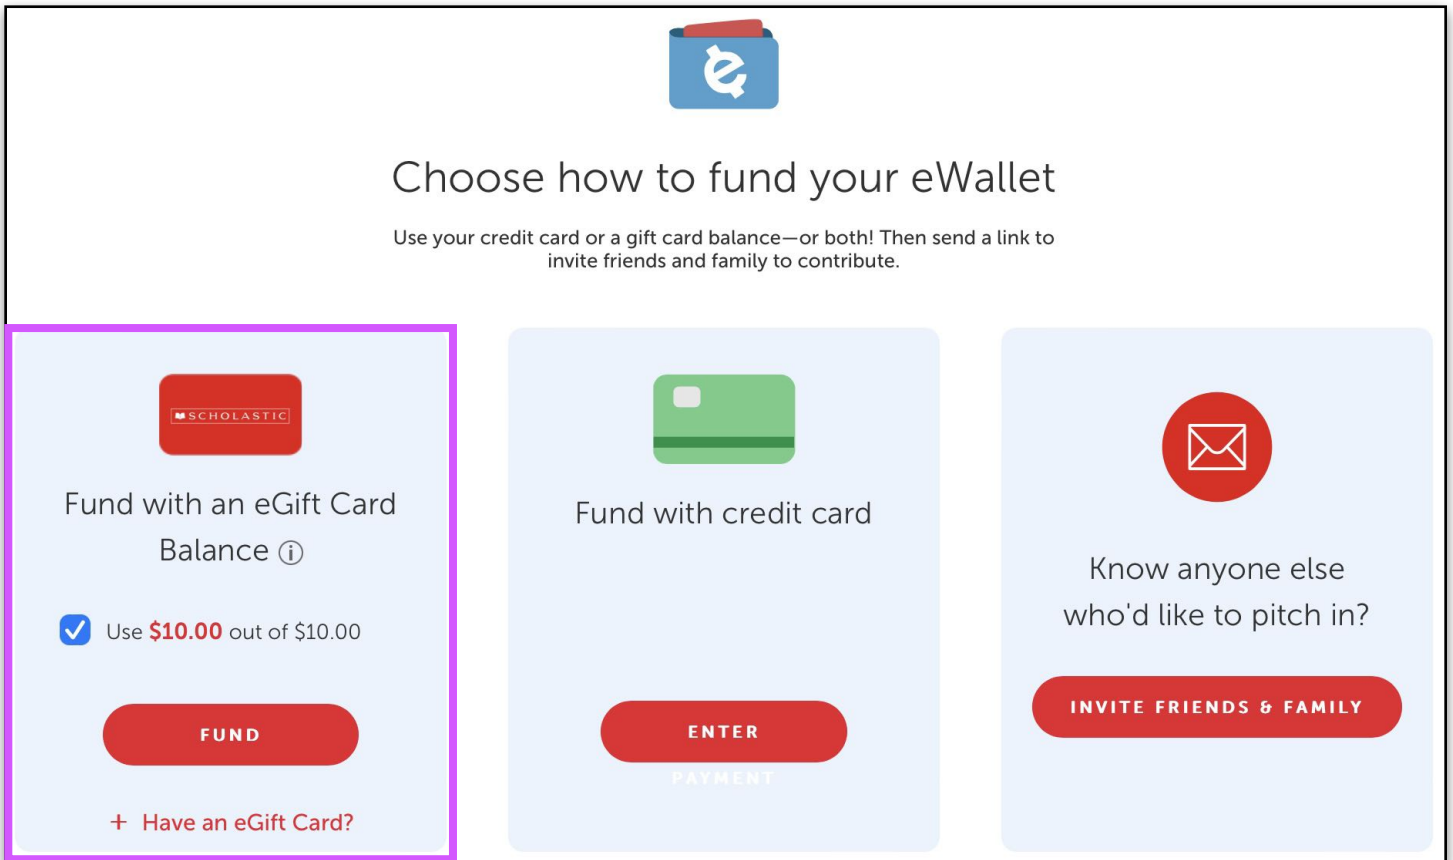 Choose how to fund your eWallet
Use your credit card or a gift card balance—or both! Then send a link to
invite friends and family to contribute.
SCHOLASTIC
Fund with an eGift Card
Balance
Use $10.00 out of $10.00
FUND
+ Have an eGift Card?
Fund with credit card
ENTER
PAYMENT
Know anyone else
who'd like to pitch in?
INVITE FRIENDS & FAMILY